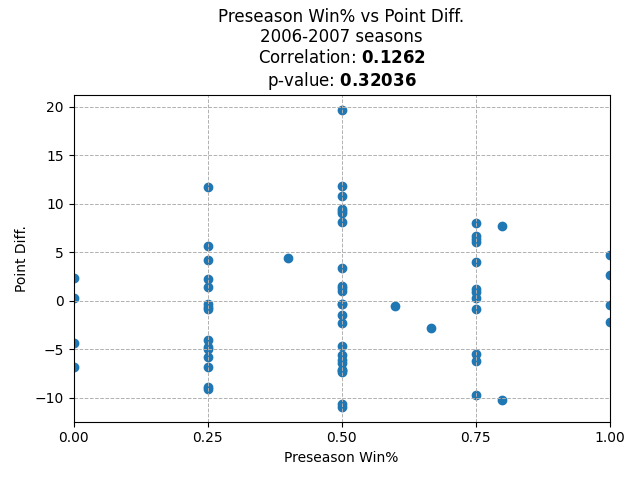 Preseason Win% vs Point Diff.
2006-2007 seasons
Correlation: 0.1262
p-value: 0.32036
20
15
10
5
0
−5
−10
Point Diff.
0.00 0.25 0.50 0.75 1.00
Preseason Win%